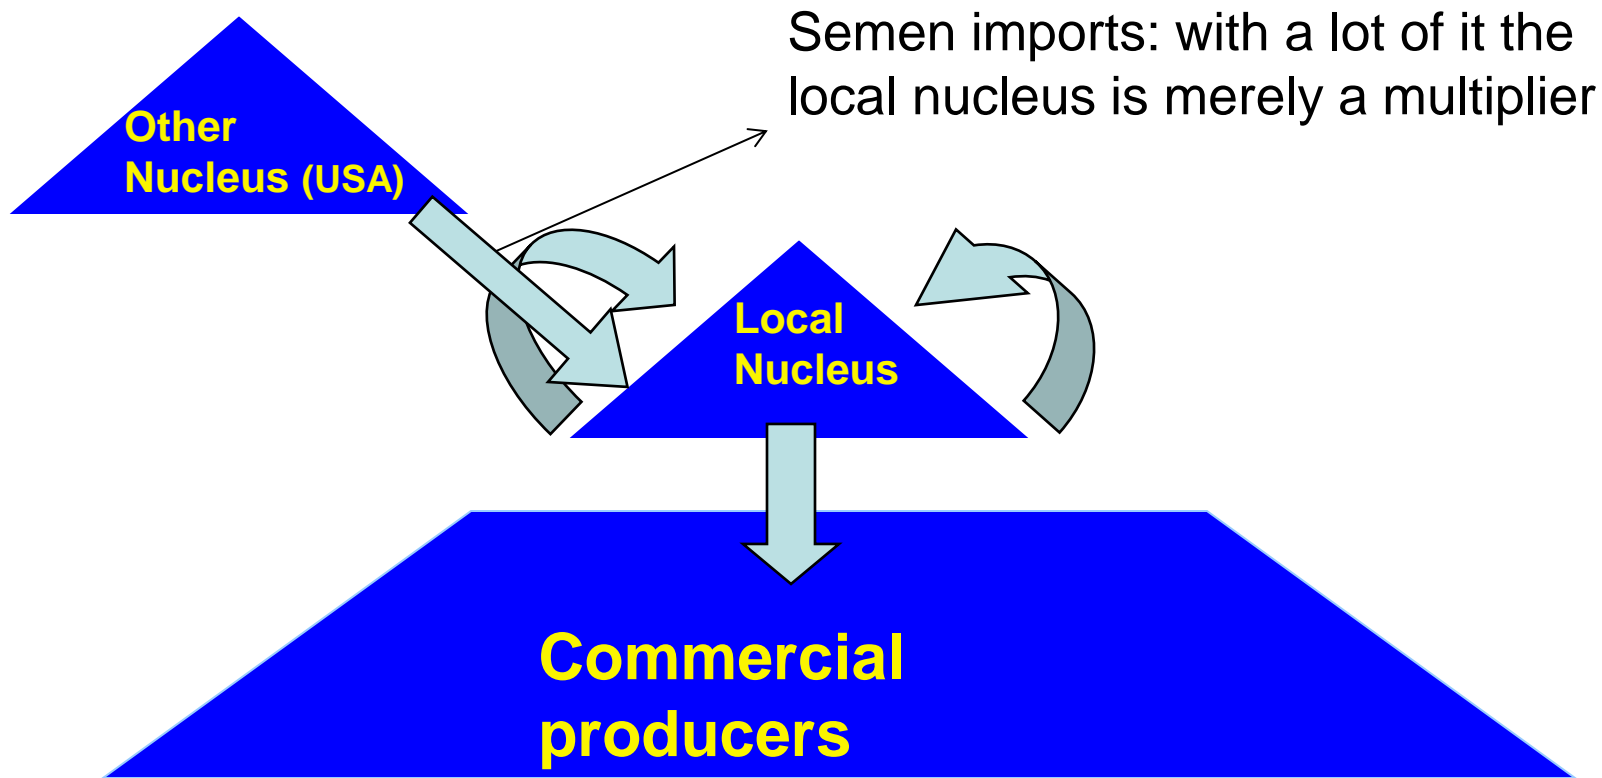 Semen imports: with a lot of it the
local nucleus is merely a multiplier
Other
Nucleus (USA)
Local
Nucleus
Commercial
producers